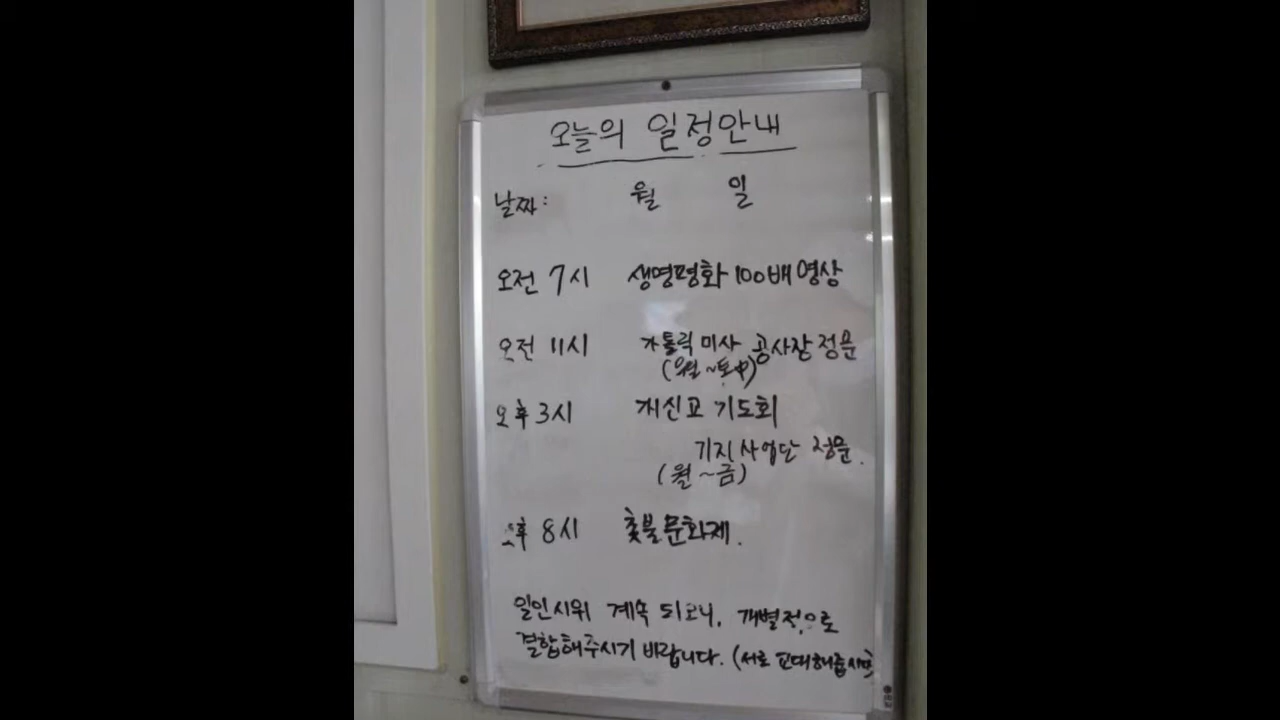 오늘의 일정안내
날짜: 월 일
오전 7시 생명평화 100배 명상
오전 11시 가톨릭 미사 공사장 정문
(월~토
오후 3시 개신교 기도회
기지사업단 정문.
(월~금)
오후 8시 촛불문화제.
일인시위 계속 되오니, 개별적으로
결합해주시기 바랍니다. (서로 교대해줍시다)